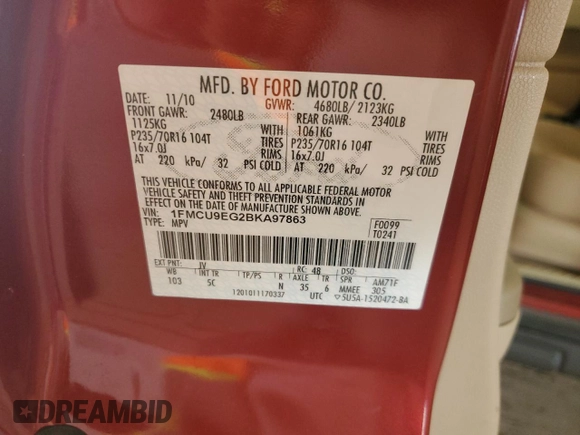 MFD. BY FORD MOTOR CO.
DATE: 11/10 GVWR: 4680LB/ 2123KG
FRONT GAWR: 2480LB REAR GAWR: 2340LB
1125KG WITH 1061KG WITH
P235/70R16 104T TIRES P235/70R16 104T TIRES
16x7.0J RIMS 16x7.0J RIMS
AT 220 kPa/ 32 PSI COLD AT 220 kPa/ 32 PSI COLD
THIS VEHICLE CONFORMS TO ALL APPLICABLE FEDERAL MOTOR
VEHICLE SAFETY AND THEFT PREVENTION STANDARDS IN
EFFECT ON THE DATE OF MANUFACTURE SHOWN ABOVE.
VIN: 1FMCU9EG2BKA97863 F0099
TYPE: MPV T0241
EXT PNT: JV RC: 48 DSO:
WB INT TR TP/PS R AXLE TR SPR AM71F
103 5C N 35 6 MMEE 305
1201011170337 UTC ▽5USA-1520472-BA
DREAMBID